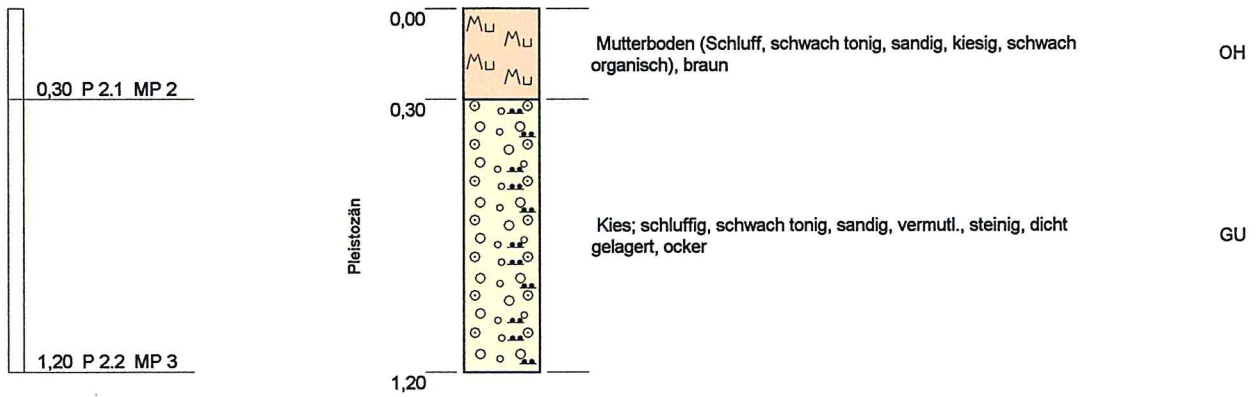 0,00
Mutterboden (Schluff, schwach tonig, sandig, kiesig, schwach
organisch), braun
OH
0,30 P 2.1 MP 2
0,30
Pleistozän
Kies; schluffig, schwach tonig, sandig, vermutl., steinig, dicht
gelagert, ocker
GU
1,20 P 2.2 MP 3
1,20
Mu
Mu
Mu
Mu